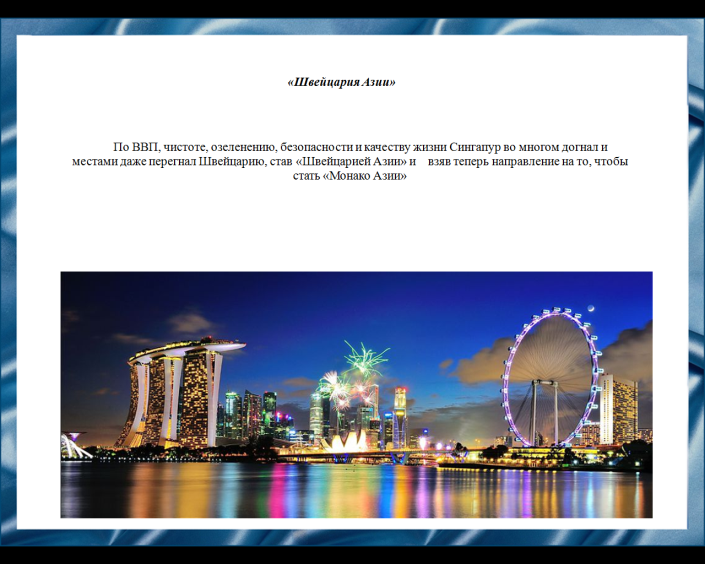 «Швейцария Азии»
По ВВП, чистоте, озеленению, безопасности и качеству жизни Сингапур во многом догнал и
местами даже перегнал Швейцарию, став «Швейцарией Азии» и взяв теперь направление на то, чтобы
стать «Монако Азии»